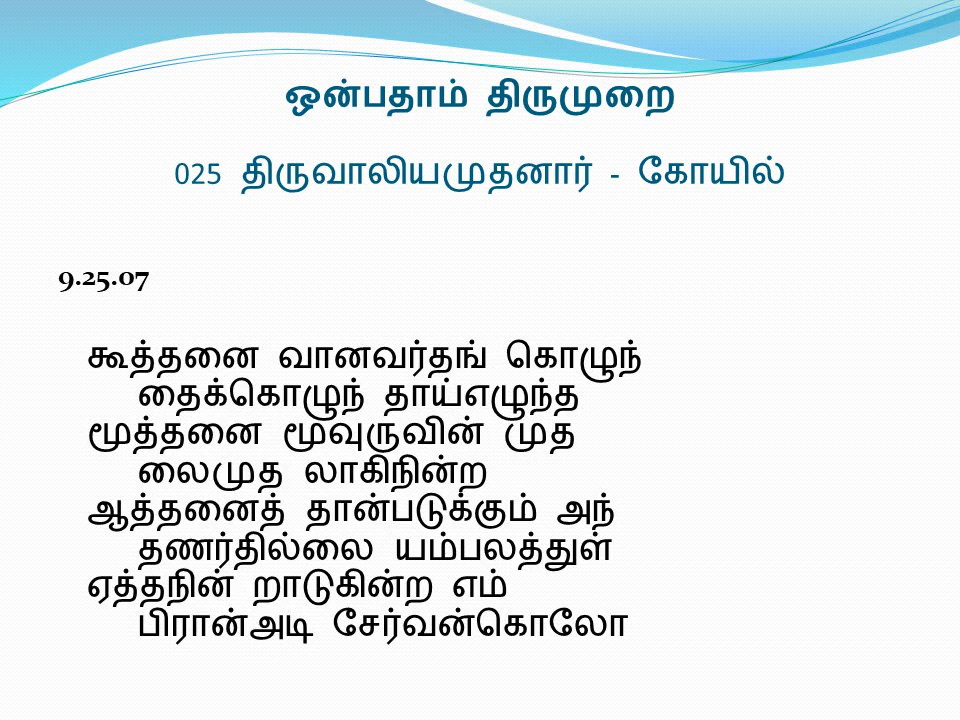 ஒன்பதாம் திருமுறை
025 திருவாலியமுதனார் - கோயில்
9.25.07
கூத்தனை வானவர்தங் கொழுந்
தைக்கொழுந் தாய்எழுந்த
மூத்தனை மூவுருவின் முத
லைமுத லாகிநின்ற
ஆத்தனைத் தான்படுக்கும் அந்
தணர்தில்லை யம்பலத்துள்
ஏத்தநின் றாடுகின்ற எம்
பிரான்அடி சேர்வன்கொலோ